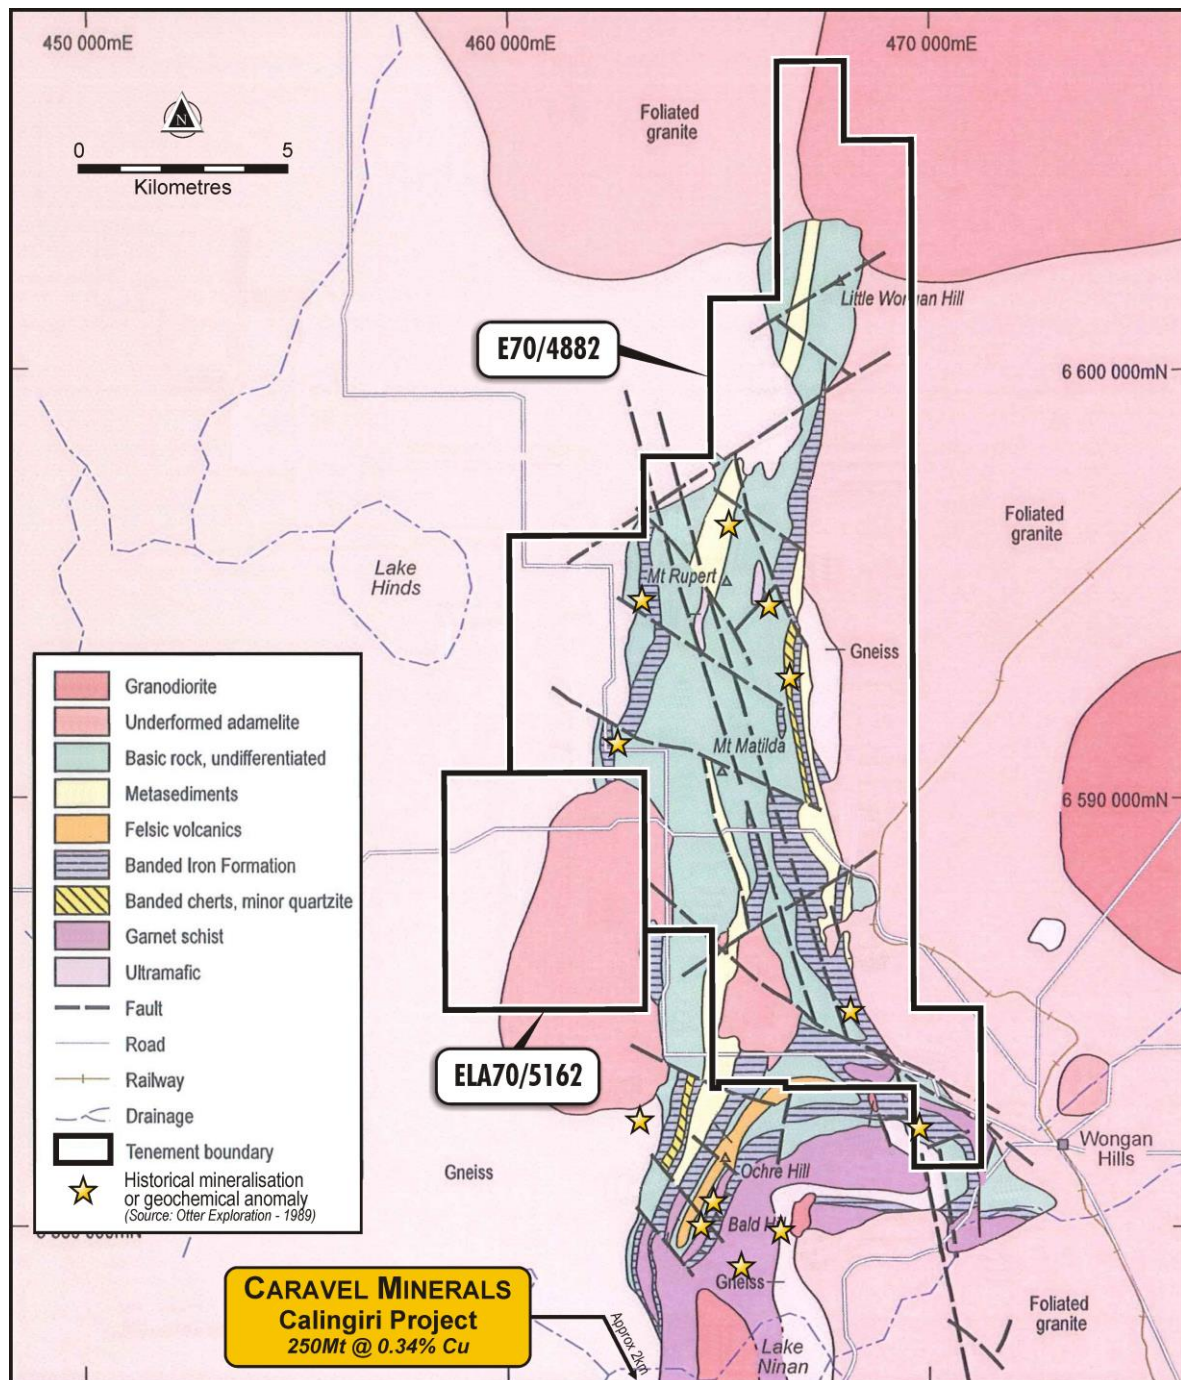 450 000mE
460 000mE
470 000mE
Foliated
granite
N
0 5
Kilometres
Little Wongan Hill
E70/4882
6 600 000mN
Foliated
granite
Lake
Hinds
Mt Rupert
Gneiss
Mt Matilda
6 590 000mN
Granodiorite
Underformed adamelite
Basic rock, undifferentiated
Metasediments
Felsic volcanics
Banded Iron Formation
Banded cherts, minor quartzite
Garnet schist
Ultramafic
Fault
Road
Railway
Drainage
Tenement boundary
Historical mineralisation
or geochemical anomaly
(Source: Otter Exploration - 1989)
ELA70/5162
Wongan
Hills
Gneiss
Ochre Hill
Bald
Gneiss
000mN
CARAVEL MINERALS
Calingiri Project
250Mt @ 0.34% Cu
Approx 2km
Lake
Ninan
Foliated
granite